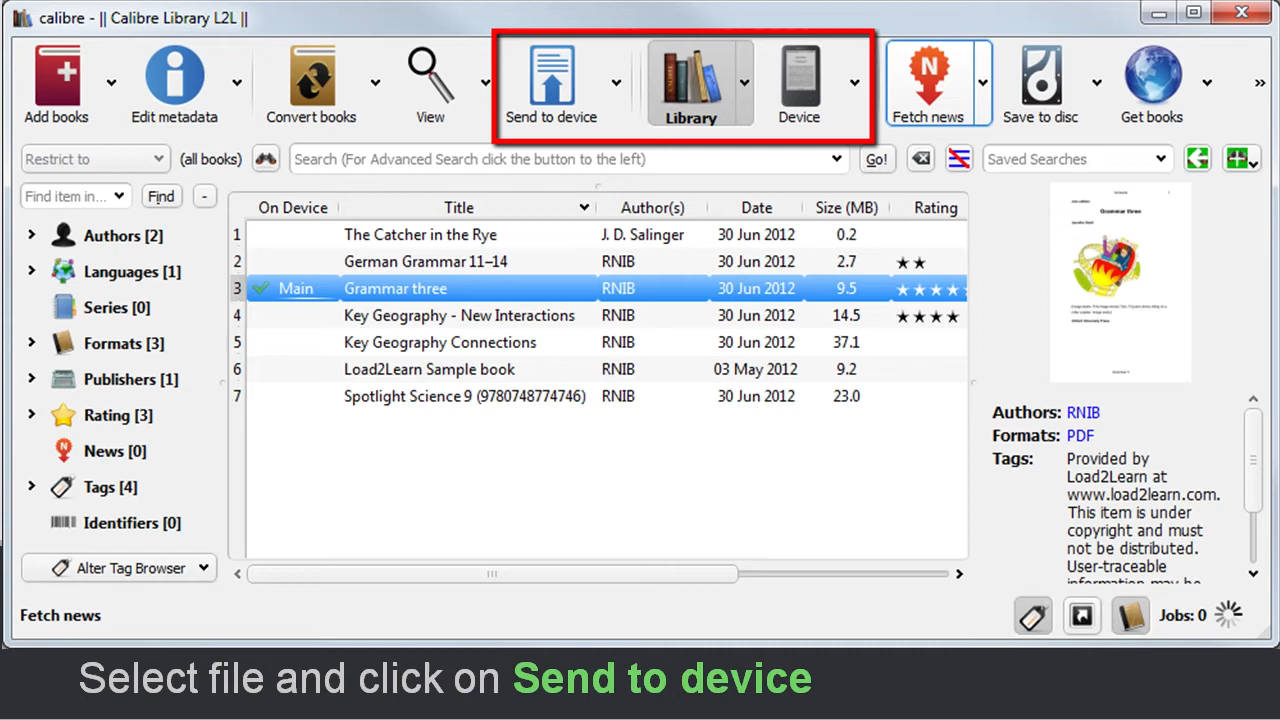 calibre - || Calibre Library L2L ||
Add books
Edit metadata
Convert books
View
Send to device
Library
Device
Fetch news
Save to disc
Get books
»
Restrict to
(all books)
Search (For Advanced Search click the button to the left)
Go!
Saved Searches
Find item in...
Find
-
Authors [2]
Languages [1]
Series [0]
Formats [3]
Publishers [1]
Rating [3]
News [0]
Tags [4]
Identifiers [0]
Alter Tag Browser
On Device Title Author(s) Date Size (MB) Rating
1 The Catcher in the Rye J. D. Salinger 30 Jun 2012 0.2
2 German Grammar 11–14 RNIB 30 Jun 2012 2.7 ★★
3 Main Grammar three RNIB 30 Jun 2012 9.5 ★★★★
4 Key Geography - New Interactions RNIB 30 Jun 2012 14.5 ★★★★
5 Key Geography Connections RNIB 30 Jun 2012 37.1
6 Load2Learn Sample book RNIB 03 May 2012 9.2
7 Spotlight Science 9 (9780748774746) RNIB 30 Jun 2012 23.0
Grammar three
Authors: RNIB
Formats: PDF
Tags: Provided by
Load2Learn at
www.load2learn.com.
This item is under
copyright and must
not be distributed.
User-traceable
information may be
Fetch news
Jobs: 0
Select file and click on Send to device